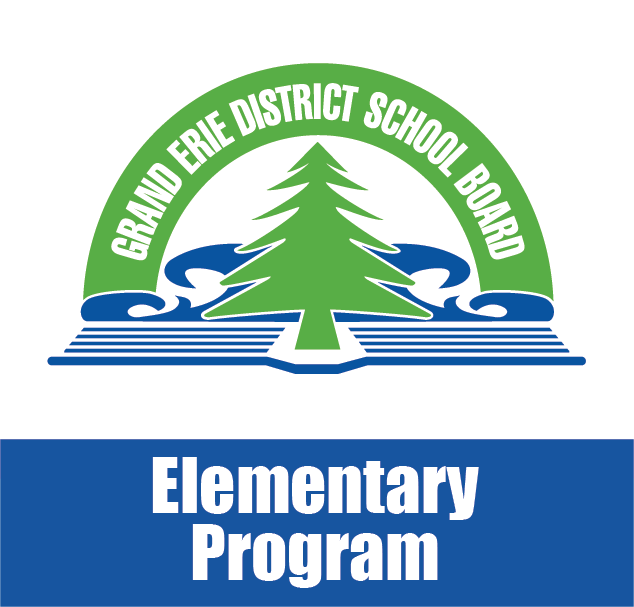 GRAND ERIE DISTRICT SCHOOL BOARD
Elementary
Program